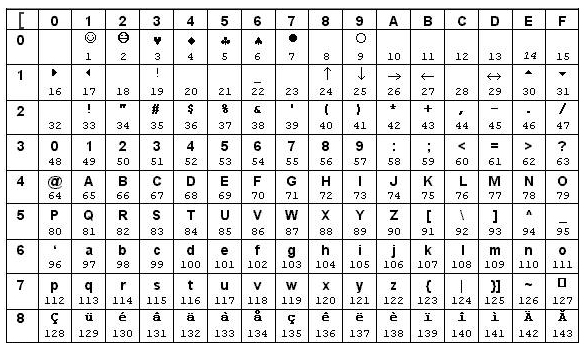 [ 0 1 2 3 4 5 6 7 8 9 A B C D E F
0 ☺ ☻ ♥ ♦ ♣ ♠ ● ○
1 2 3 4 5 6 7 8 9 10 11 12 13 14 15
1 ► ◄ ! _ ↑ ↓ → ← ↔ ▲ ▼
16 17 18 19 20 21 22 23 24 25 26 27 28 29 30 31
2 ! " # $ % & ' ( ) * + , - . /
32 33 34 35 36 37 38 39 40 41 42 43 44 45 46 47
3 0 1 2 3 4 5 6 7 8 9 : ; < = > ?
48 49 50 51 52 53 54 55 56 57 58 59 60 61 62 63
4 @ A B C D E F G H I J K L M N O
64 65 66 67 68 69 70 71 72 73 74 75 76 77 78 79
5 P Q R S T U V W X Y Z [ \ ] ^ _
80 81 82 83 84 85 86 87 88 89 90 91 92 93 94 95
6 ‘ a b c d e f g h i j k l m n o
96 97 98 99 100 101 102 103 104 105 106 107 108 109 110 111
7 p q r s t u v w x y z { | }] ~ ▯
112 113 114 115 116 117 118 119 120 121 122 123 124 125 126 127
8 Ç ü é â ä à å ç ê ë è ï î ì Ä Å
128 129 130 131 132 133 134 135 136 137 138 139 140 141 142 143